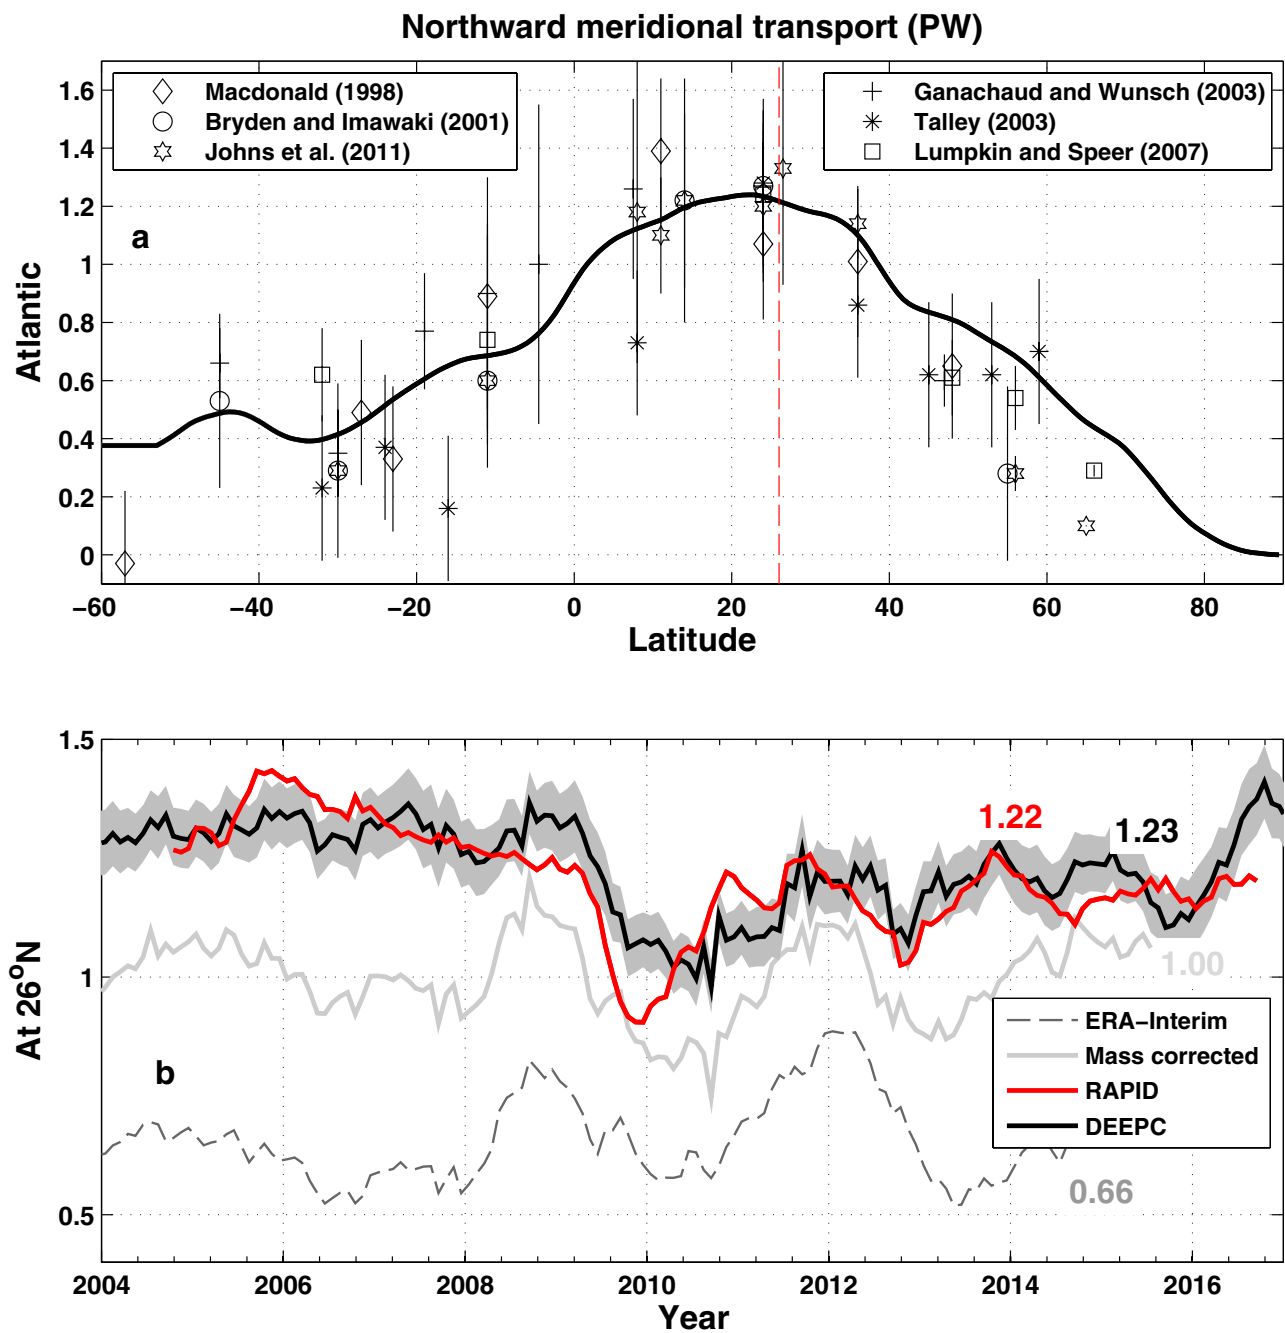 Northward meridional transport (PW)
Macdonald (1998)
Bryden and Imawaki (2001)
Johns et al. (2011)
Ganachaud and Wunsch (2003)
Talley (2003)
Lumpkin and Speer (2007)
a
Atlantic
1.6
1.4
1.2
1
0.8
0.6
0.4
0.2
0
−60 −40 −20 0 20 40 60 80
Latitude
1.5
1
0.5
At 26°N
b
1.22
1.23
1.00
0.66
ERA−Interim
Mass corrected
RAPID
DEEPC
2004 2006 2008 2010 2012 2014 2016
Year